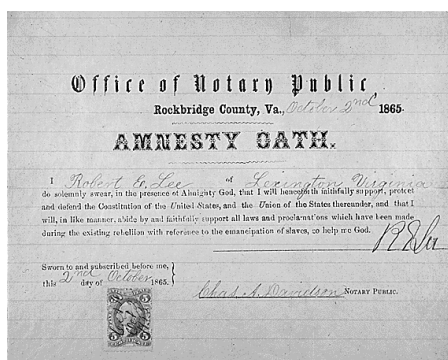 Office of Notary Public
Rockbridge County, Va., October 2nd 1865.
AMNESTY OATH.
I Robert E. Lee of Lexington Virginia
do solemnly swear, in the presence of Almighty God, that I will henceforth faithfully support, protect
and defend the Constitution of the United States, and the Union of the States thereunder, and that I
will, in like manner, abide by and faithfully support all laws and proclamations which have been made
during the existing rebellion with reference to the emancipation of slaves, so help me God.
R E Lee
Sworn to and subscribed before me,
this 2nd day of October 1865.
Chas. A. Davidson NOTARY PUBLIC.
5 5
5 5